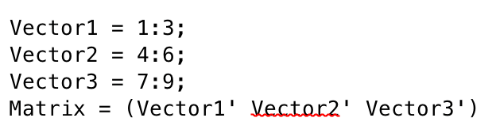 Vector1 = 1:3;
Vector2 = 4:6;
Vector3 = 7:9;
Matrix = (Vector1' Vector2' Vector3')